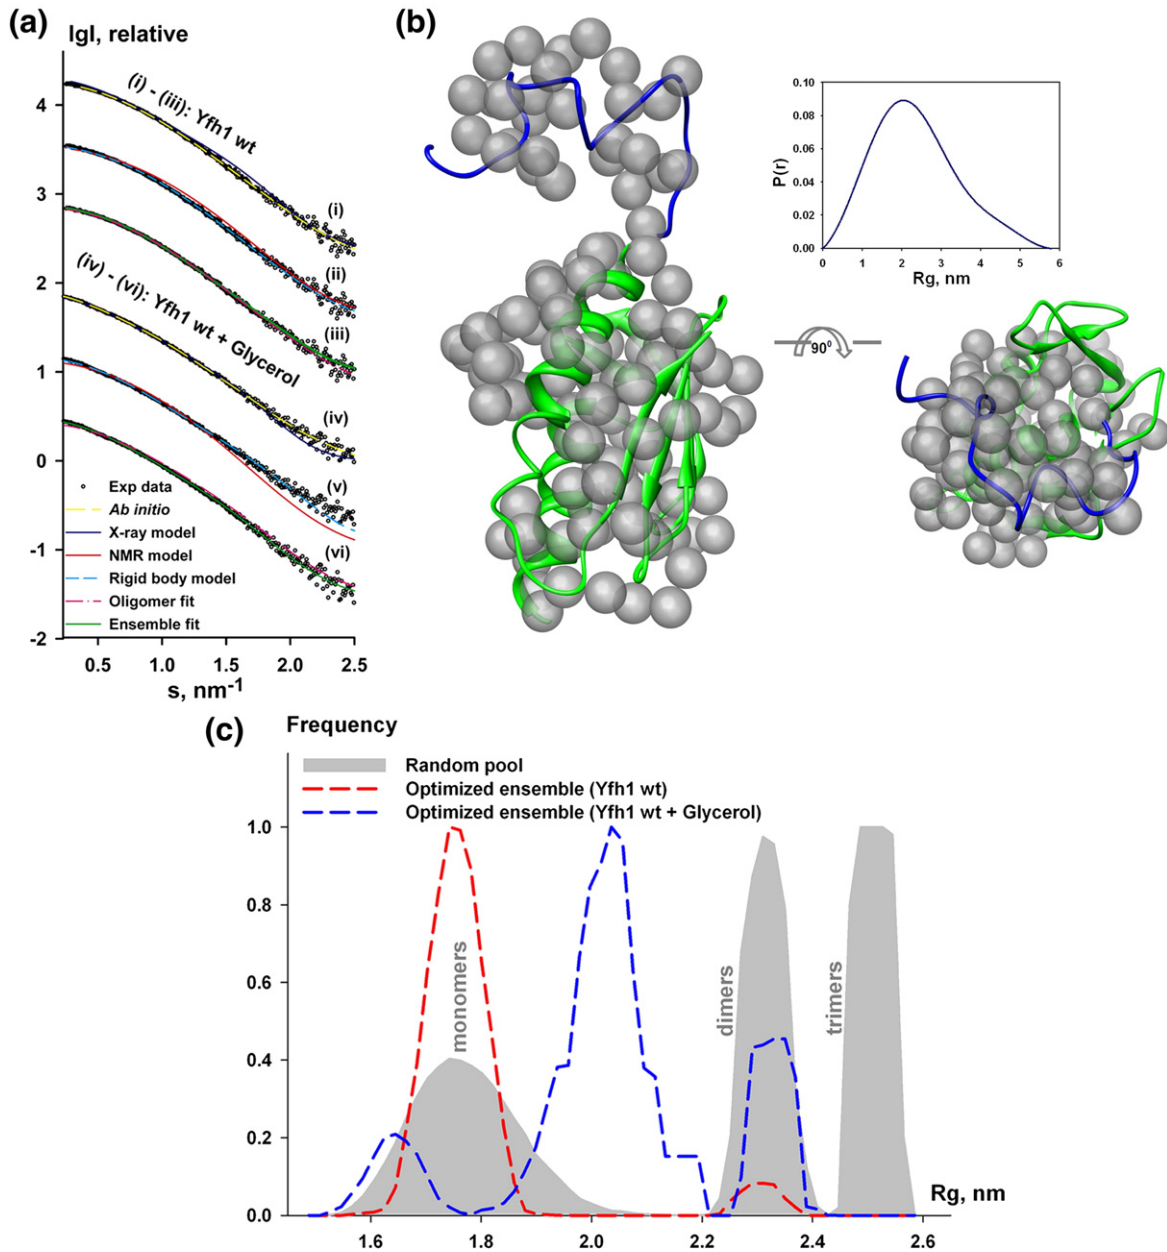 (a)
lgI, relative
(i) - (iii): Yfh1 wt
(i)
(ii)
(iii)
(iv) - (vi): Yfh1 wt + Glycerol
(iv)
(v)
(vi)
4
3
2
1
0
-1
-2
Exp data
Ab initio
X-ray model
NMR model
Rigid body model
Oligomer fit
Ensemble fit
0.5 1.0 1.5 2.0 2.5
s, nm-1
(b)
P(r)
0.10
0.08
0.06
0.04
0.02
0.00
0 1 2 3 4 5 6
Rg, nm
90⁰
(c)
Frequency
Random pool
Optimized ensemble (Yfh1 wt)
Optimized ensemble (Yfh1 wt + Glycerol)
1.0
0.8
0.6
0.4
0.2
0.0
monomers
dimers
trimers
Rg, nm
1.6 1.8 2.0 2.2 2.4 2.6